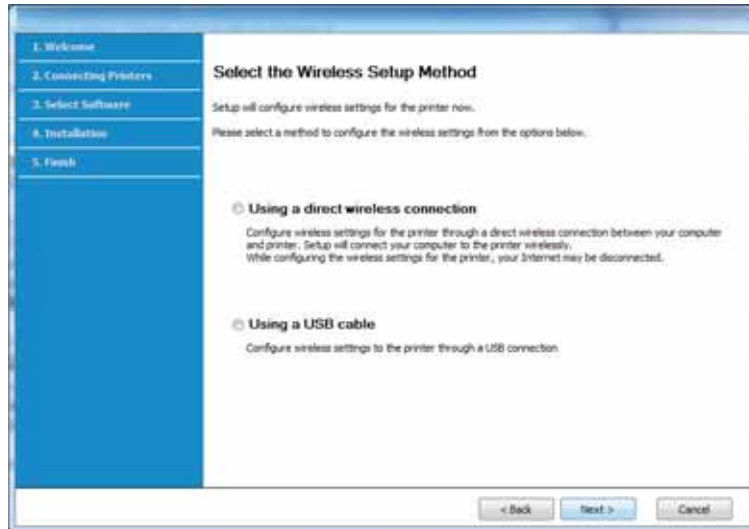 1. Welcome
2. Connecting Printers
3. Select Software
4. Installation
5. Finish
Select the Wireless Setup Method
Setup will configure wireless settings for the printer now.
Please select a method to configure the wireless settings from the options below.
Using a direct wireless connection
Configure wireless settings for the printer through a direct wireless connection between your computer
and printer. Setup will connect your computer to the printer wirelessly.
While configuring the wireless settings for the printer, your Internet may be disconnected.
Using a USB cable
Configure wireless settings to the printer through a USB connection
< Back
Next >
Cancel